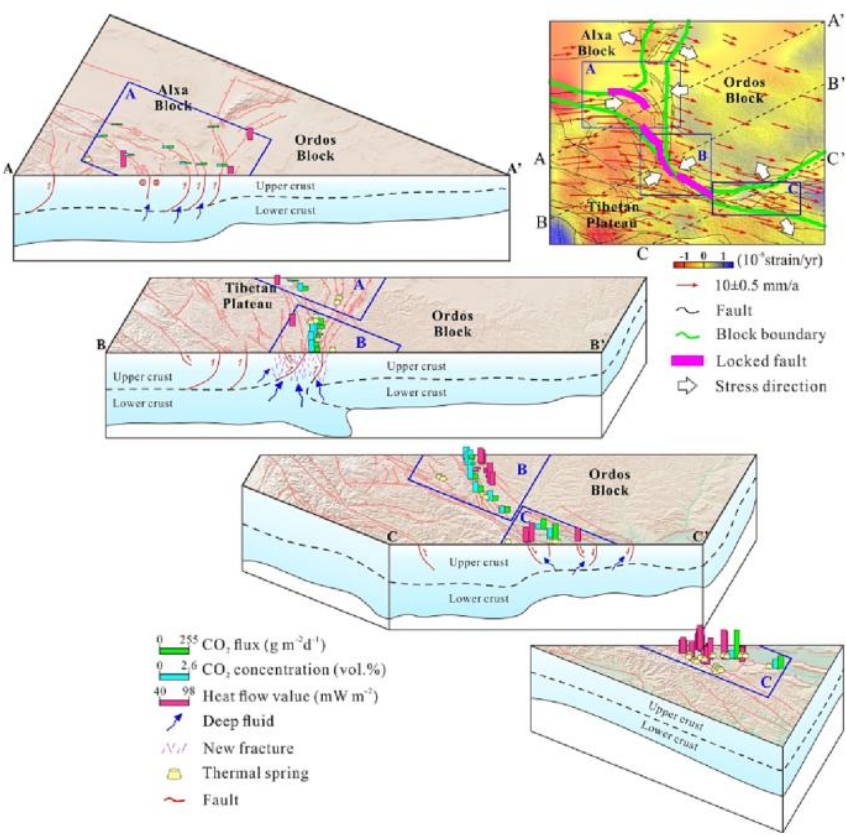 Alxa
Block
A
Ordos
Block
A
A'
Upper crust
Lower crust
A'
Alxa
Block
Ordos
Block
A
B'
A
B
C'
C
Tibetan
Plateau
B
C
-1 0 1 (10⁻⁸strain/yr)
10±0.5 mm/a
Fault
Block boundary
Locked fault
Stress direction
Tibetan
Plateau
A
Ordos
Block
B
B
B'
Upper crust
Lower crust
Upper crust
Lower crust
B
Ordos
Block
C
C
C'
Upper crust
Lower crust
0 255 CO₂ flux (g m⁻²d⁻¹)
0 2.6 CO₂ concentration (vol.%)
40 98 Heat flow value (mW m⁻²)
Deep fluid
New fracture
Thermal spring
Fault
C
Upper crust
Lower crust